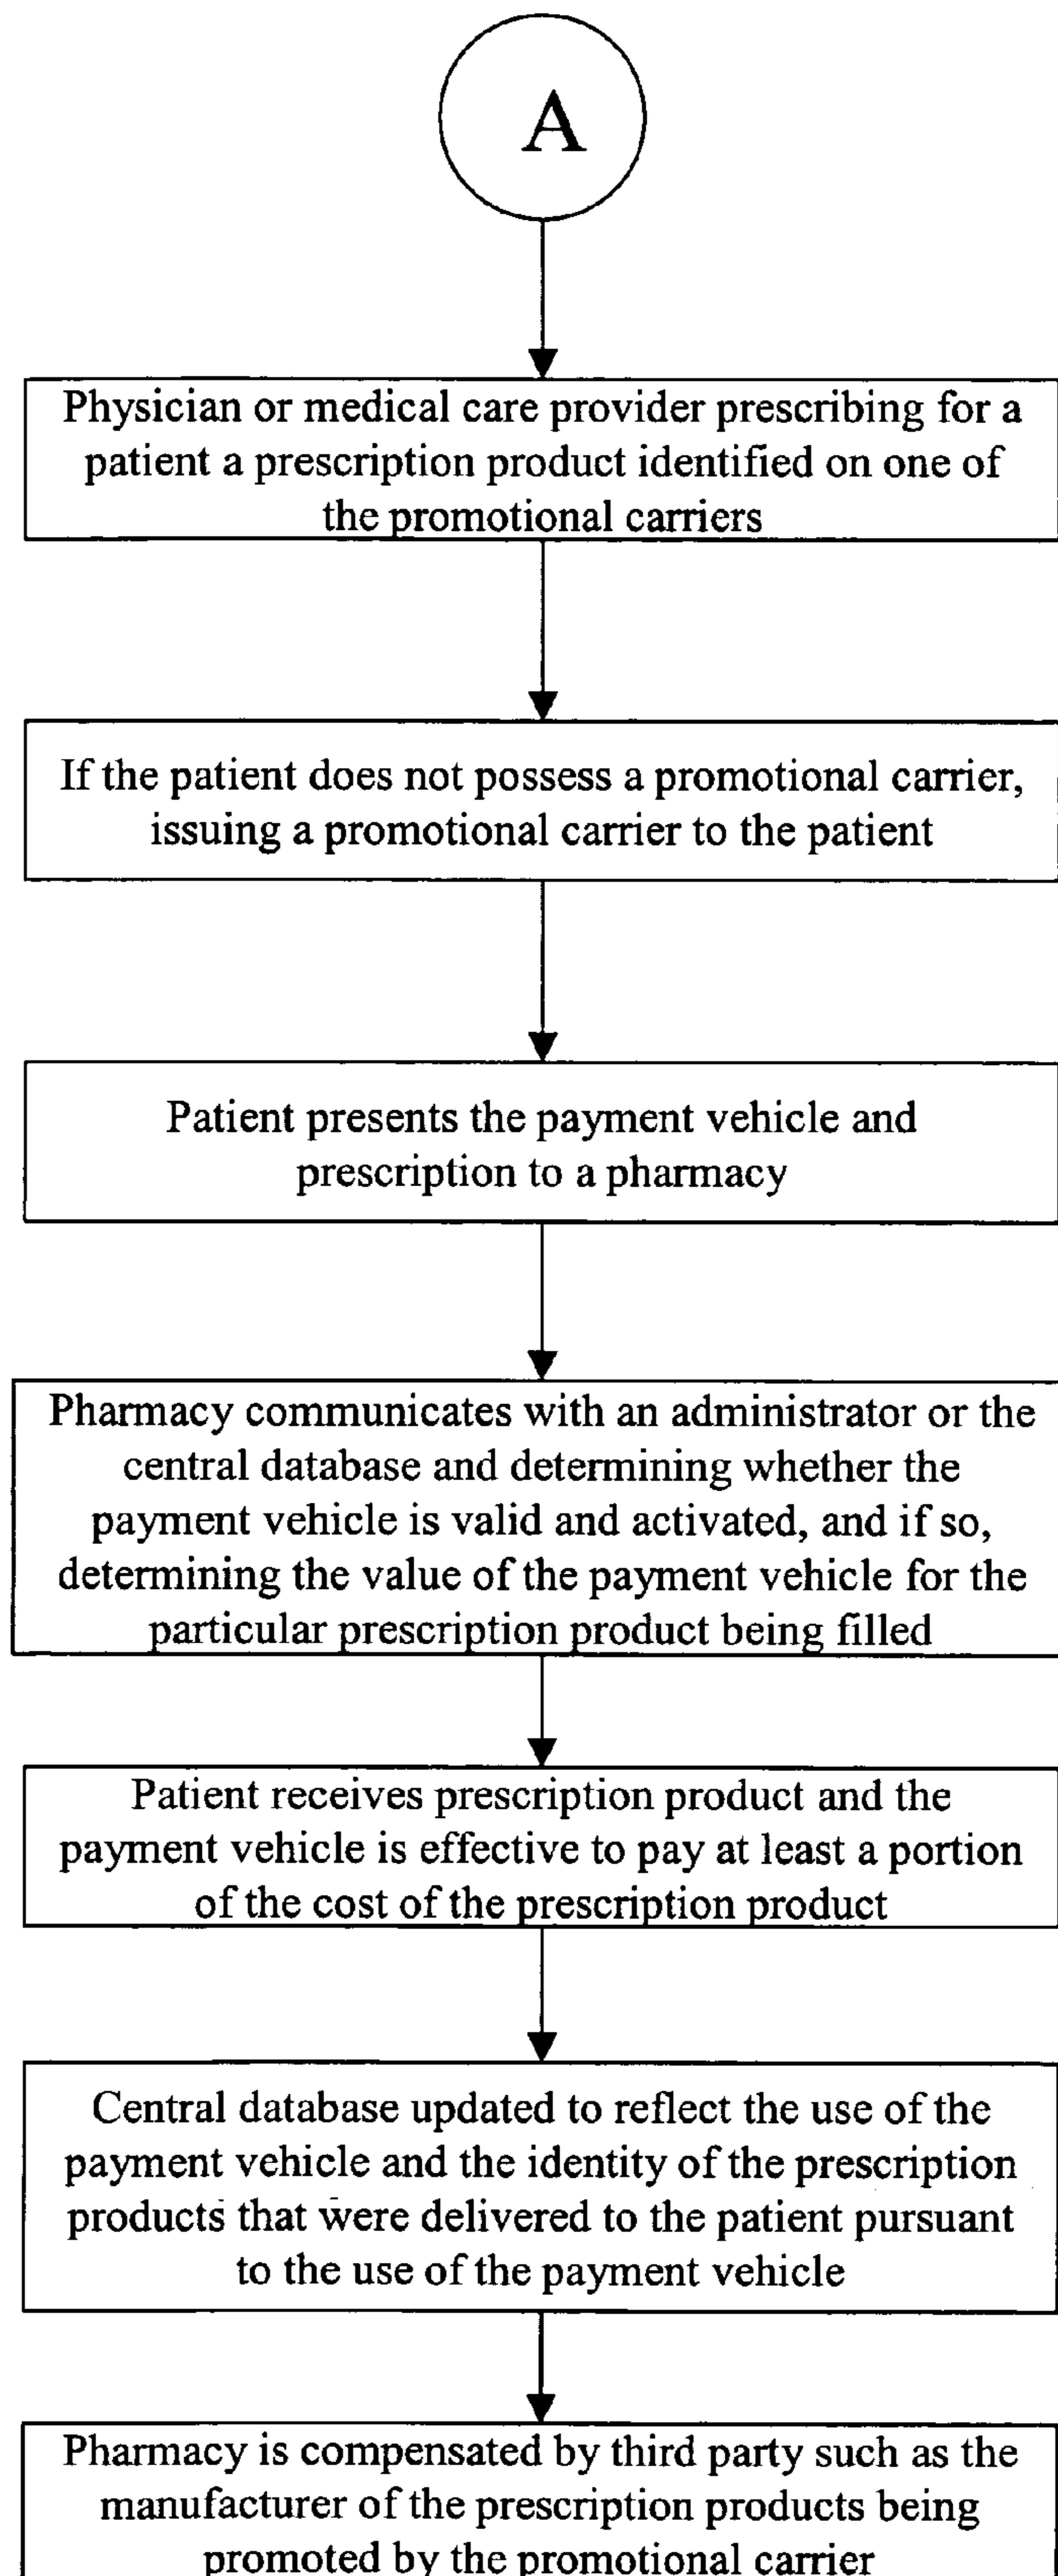 A
Physician or medical care provider prescribing for a
patient a prescription product identified on one of
the promotional carriers
If the patient does not possess a promotional carrier,
issuing a promotional carrier to the patient
Patient presents the payment vehicle and
prescription to a pharmacy
Pharmacy communicates with an administrator or the
central database and determining whether the
payment vehicle is valid and activated, and if so,
determining the value of the payment vehicle for the
particular prescription product being filled
Patient receives prescription product and the
payment vehicle is effective to pay at least a portion
of the cost of the prescription product
Central database updated to reflect the use of the
payment vehicle and the identity of the prescription
products that were delivered to the patient pursuant
to the use of the payment vehicle
Pharmacy is compensated by third party such as the
manufacturer of the prescription products being
promoted by the promotional carrier